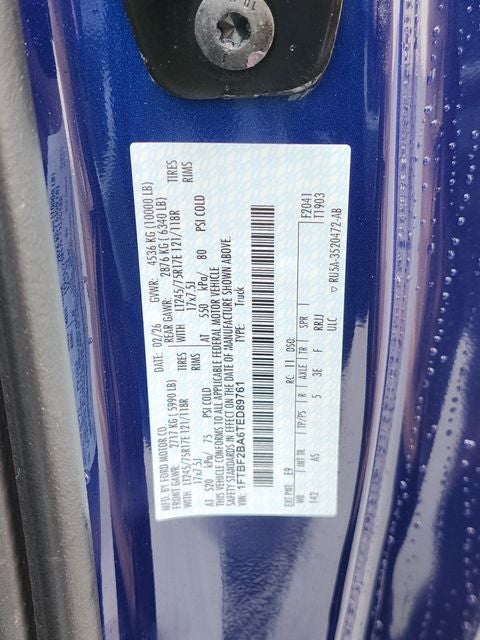 MFD. BY FORD MOTOR CO.
DATE: 02/26 GVWR: 4536 KG (10000 LB)
FRONT GAWR: 2717 KG (5990 LB) REAR GAWR: 2876 KG (6340 LB)
WITH LT245/75R17E 121/118R TIRES WITH LT245/75R17E 121/118R TIRES
17x7.5J RIMS 17x7.5J RIMS
AT 520 kPa/ 75 PSI COLD AT 550 kPa/ 80 PSI COLD
THIS VEHICLE CONFORMS TO ALL APPLICABLE FEDERAL MOTOR VEHICLE
SAFETY STANDARDS IN EFFECT ON THE DATE OF MANUFACTURE SHOWN ABOVE.
VIN: 1FTBF2BA6TED89761 TYPE: Truck
F2041
T1903
EXT PNT: E9 RC: 11 DSO:
WB INT TR TP/PS R AXLE TR SPR
142 AS 5 3E F RRJJ
ULC RU5A-3520472-AB